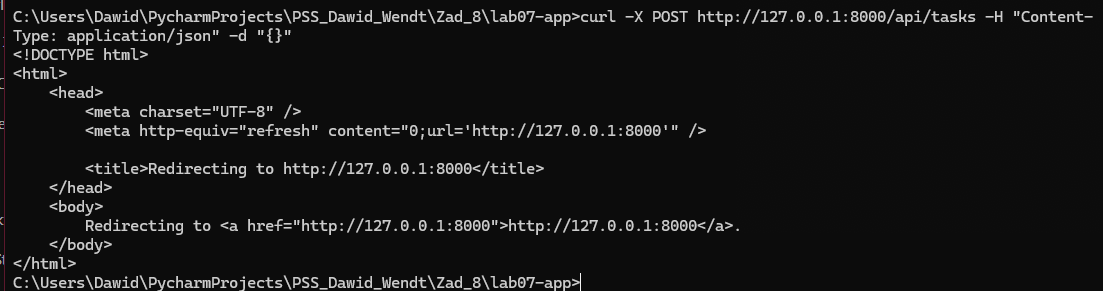 C:\Users\Dawid\PycharmProjects\PSS_Dawid_Wendt\Zad_8\lab07-app>curl -X POST http://127.0.0.1:8000/api/tasks -H "Content-
Type: application/json" -d "{}"
<!DOCTYPE html>
<html>
    <head>
        <meta charset="UTF-8" />
        <meta http-equiv="refresh" content="0;url='http://127.0.0.1:8000'" />

        <title>Redirecting to http://127.0.0.1:8000</title>
    </head>
    <body>
        Redirecting to <a href="http://127.0.0.1:8000">http://127.0.0.1:8000</a>.
    </body>
</html>
C:\Users\Dawid\PycharmProjects\PSS_Dawid_Wendt\Zad_8\lab07-app>